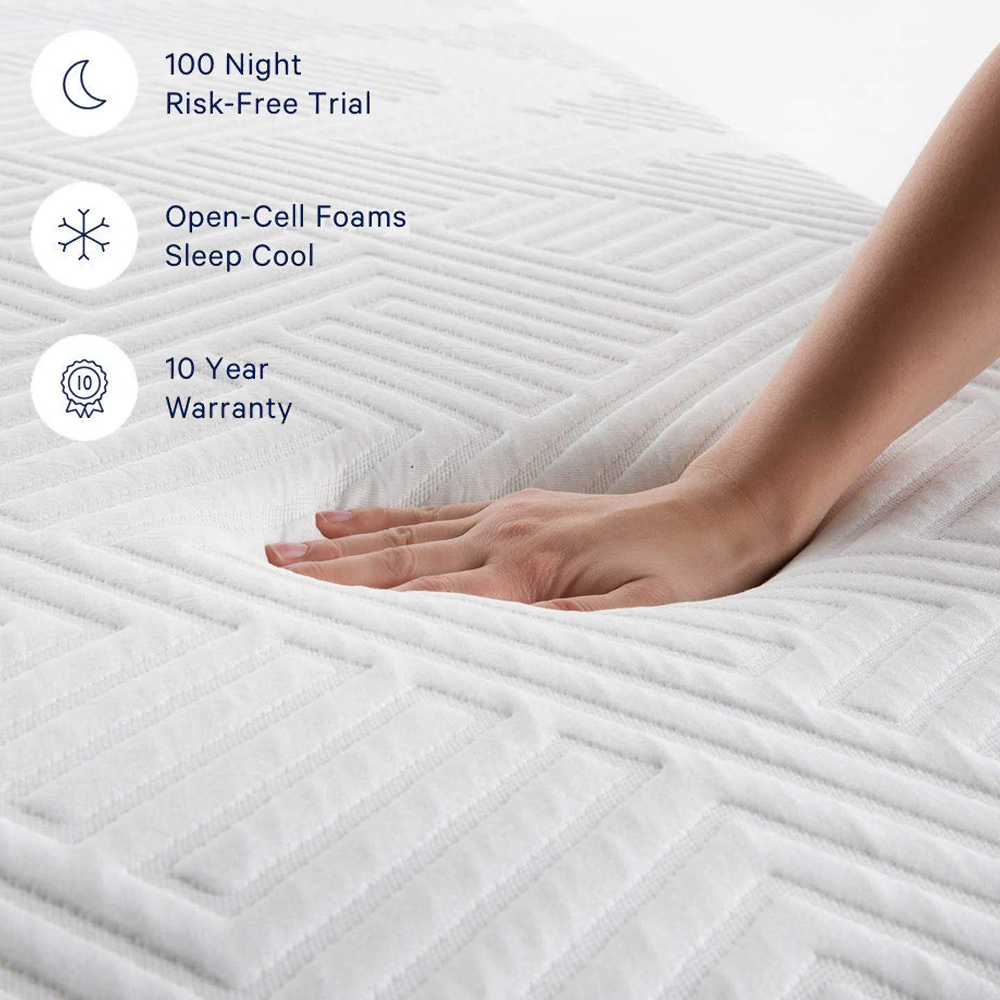 100 Night
Risk-Free Trial
Open-Cell Foams
Sleep Cool
10
10 Year
Warranty